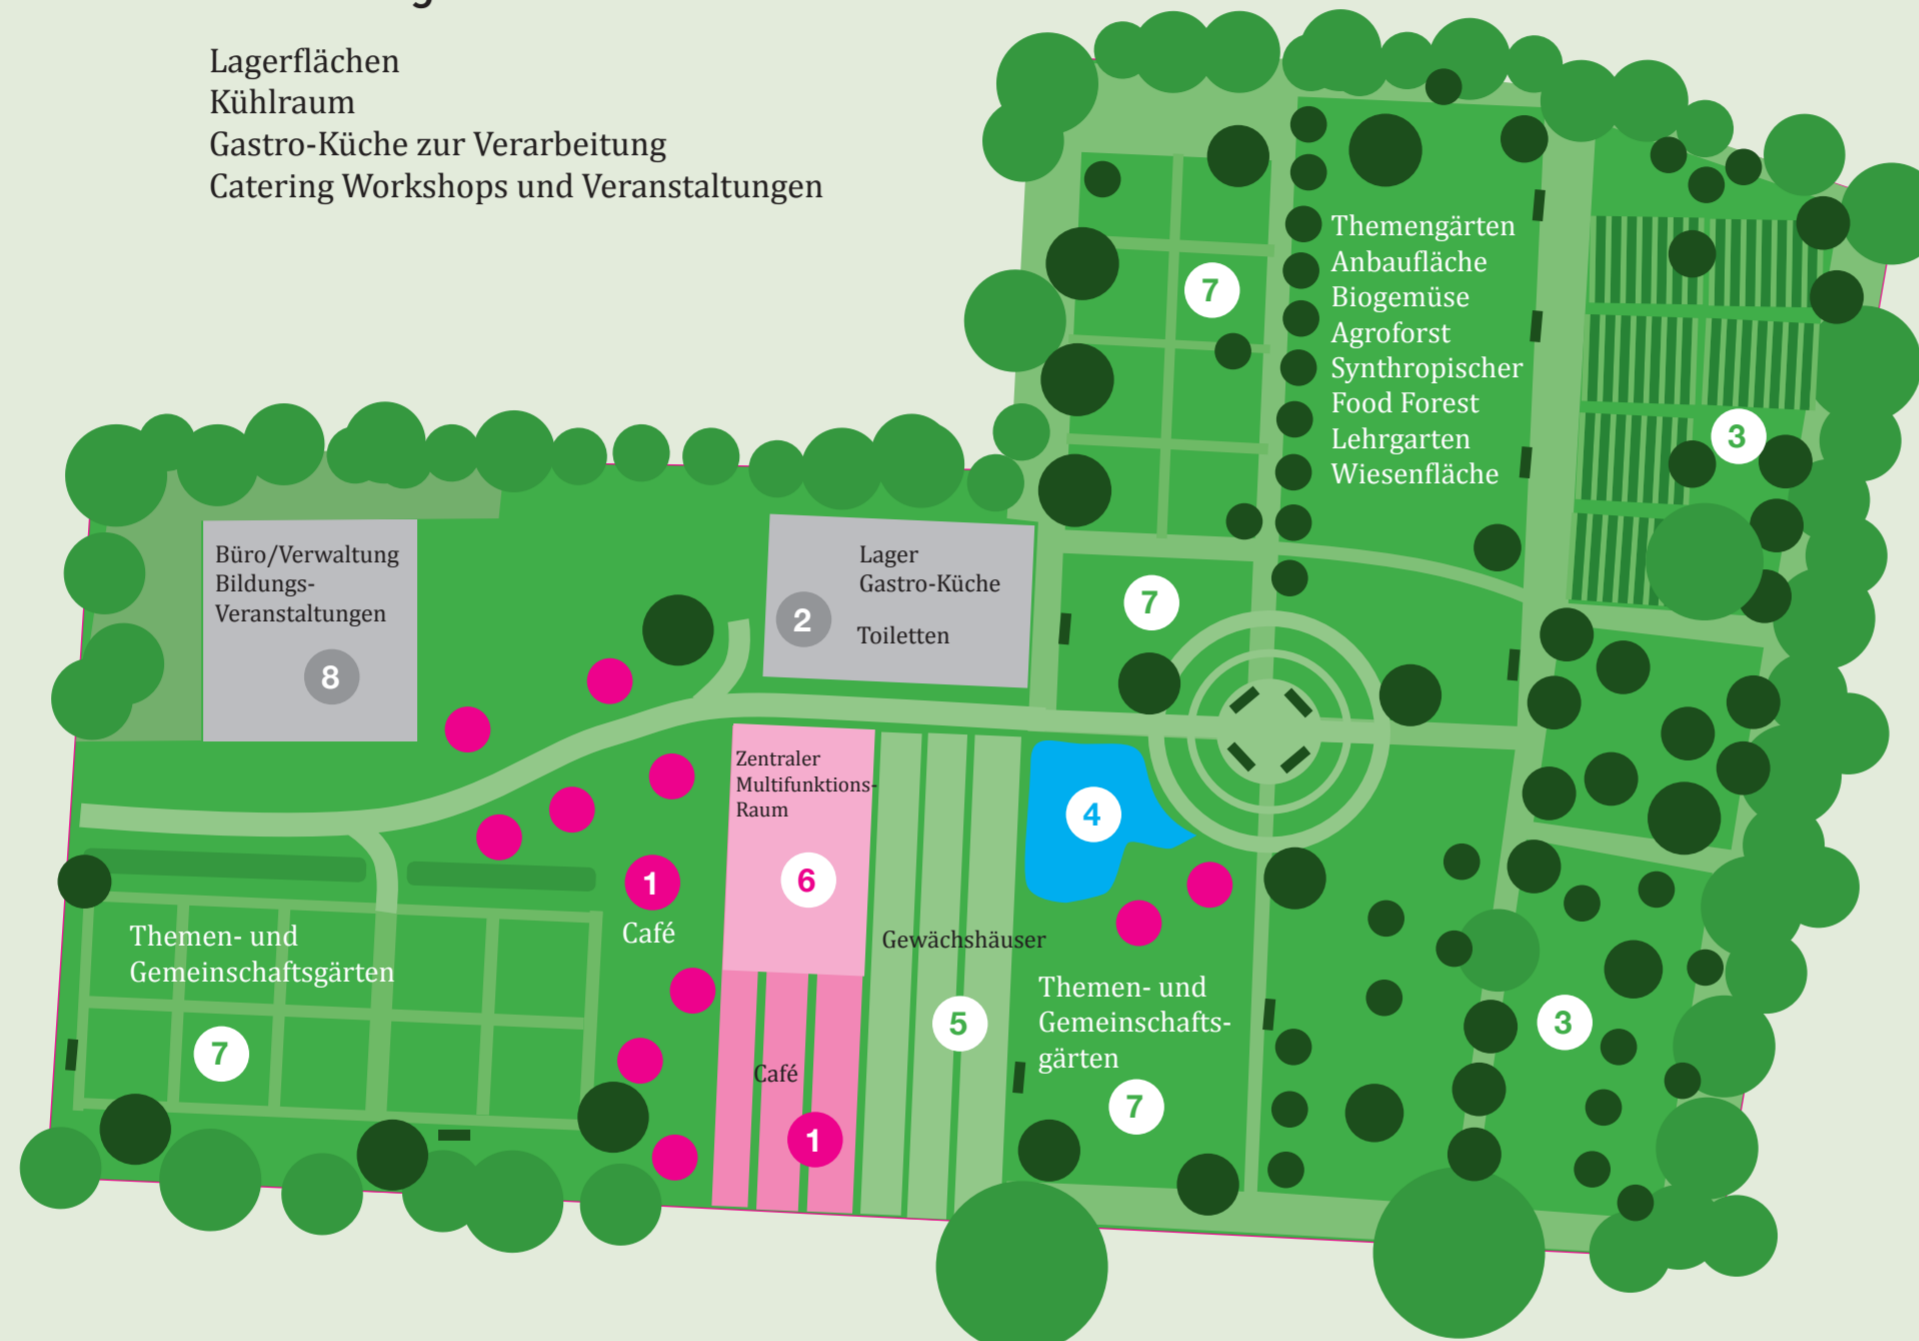 Lagerflächen
Kühlraum
Gastro-Küche zur Verarbeitung
Catering Workshops und Veranstaltungen
Themengärten
Anbaufläche
Biogemüse
Agroforst
Synthropischer
Food Forest
Lehrgarten
Wiesenfläche
7
3
Büro/Verwaltung
Bildungs-
Veranstaltungen
8
Lager
Gastro-Küche
2
Toiletten
7
Zentraler
Multifunktions-
Raum
6
4
1
Café
Gewächshäuser
5
Themen- und
Gemeinschaftsgärten
7
Café
1
Themen- und
Gemeinschafts-
gärten
7
3